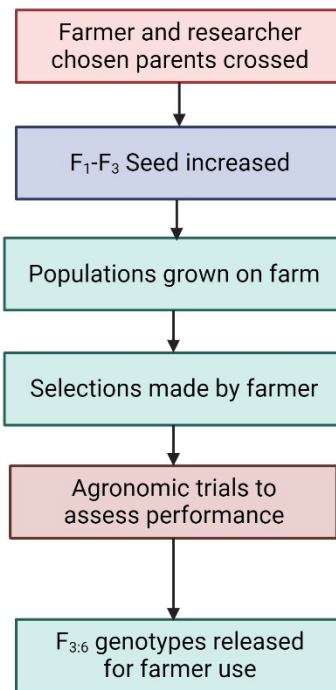 Farmer and researcher
chosen parents crossed
F₁-F₃ Seed increased
Populations grown on farm
Selections made by farmer
Agronomic trials to
assess performance
F₃:₆ genotypes released
for farmer use